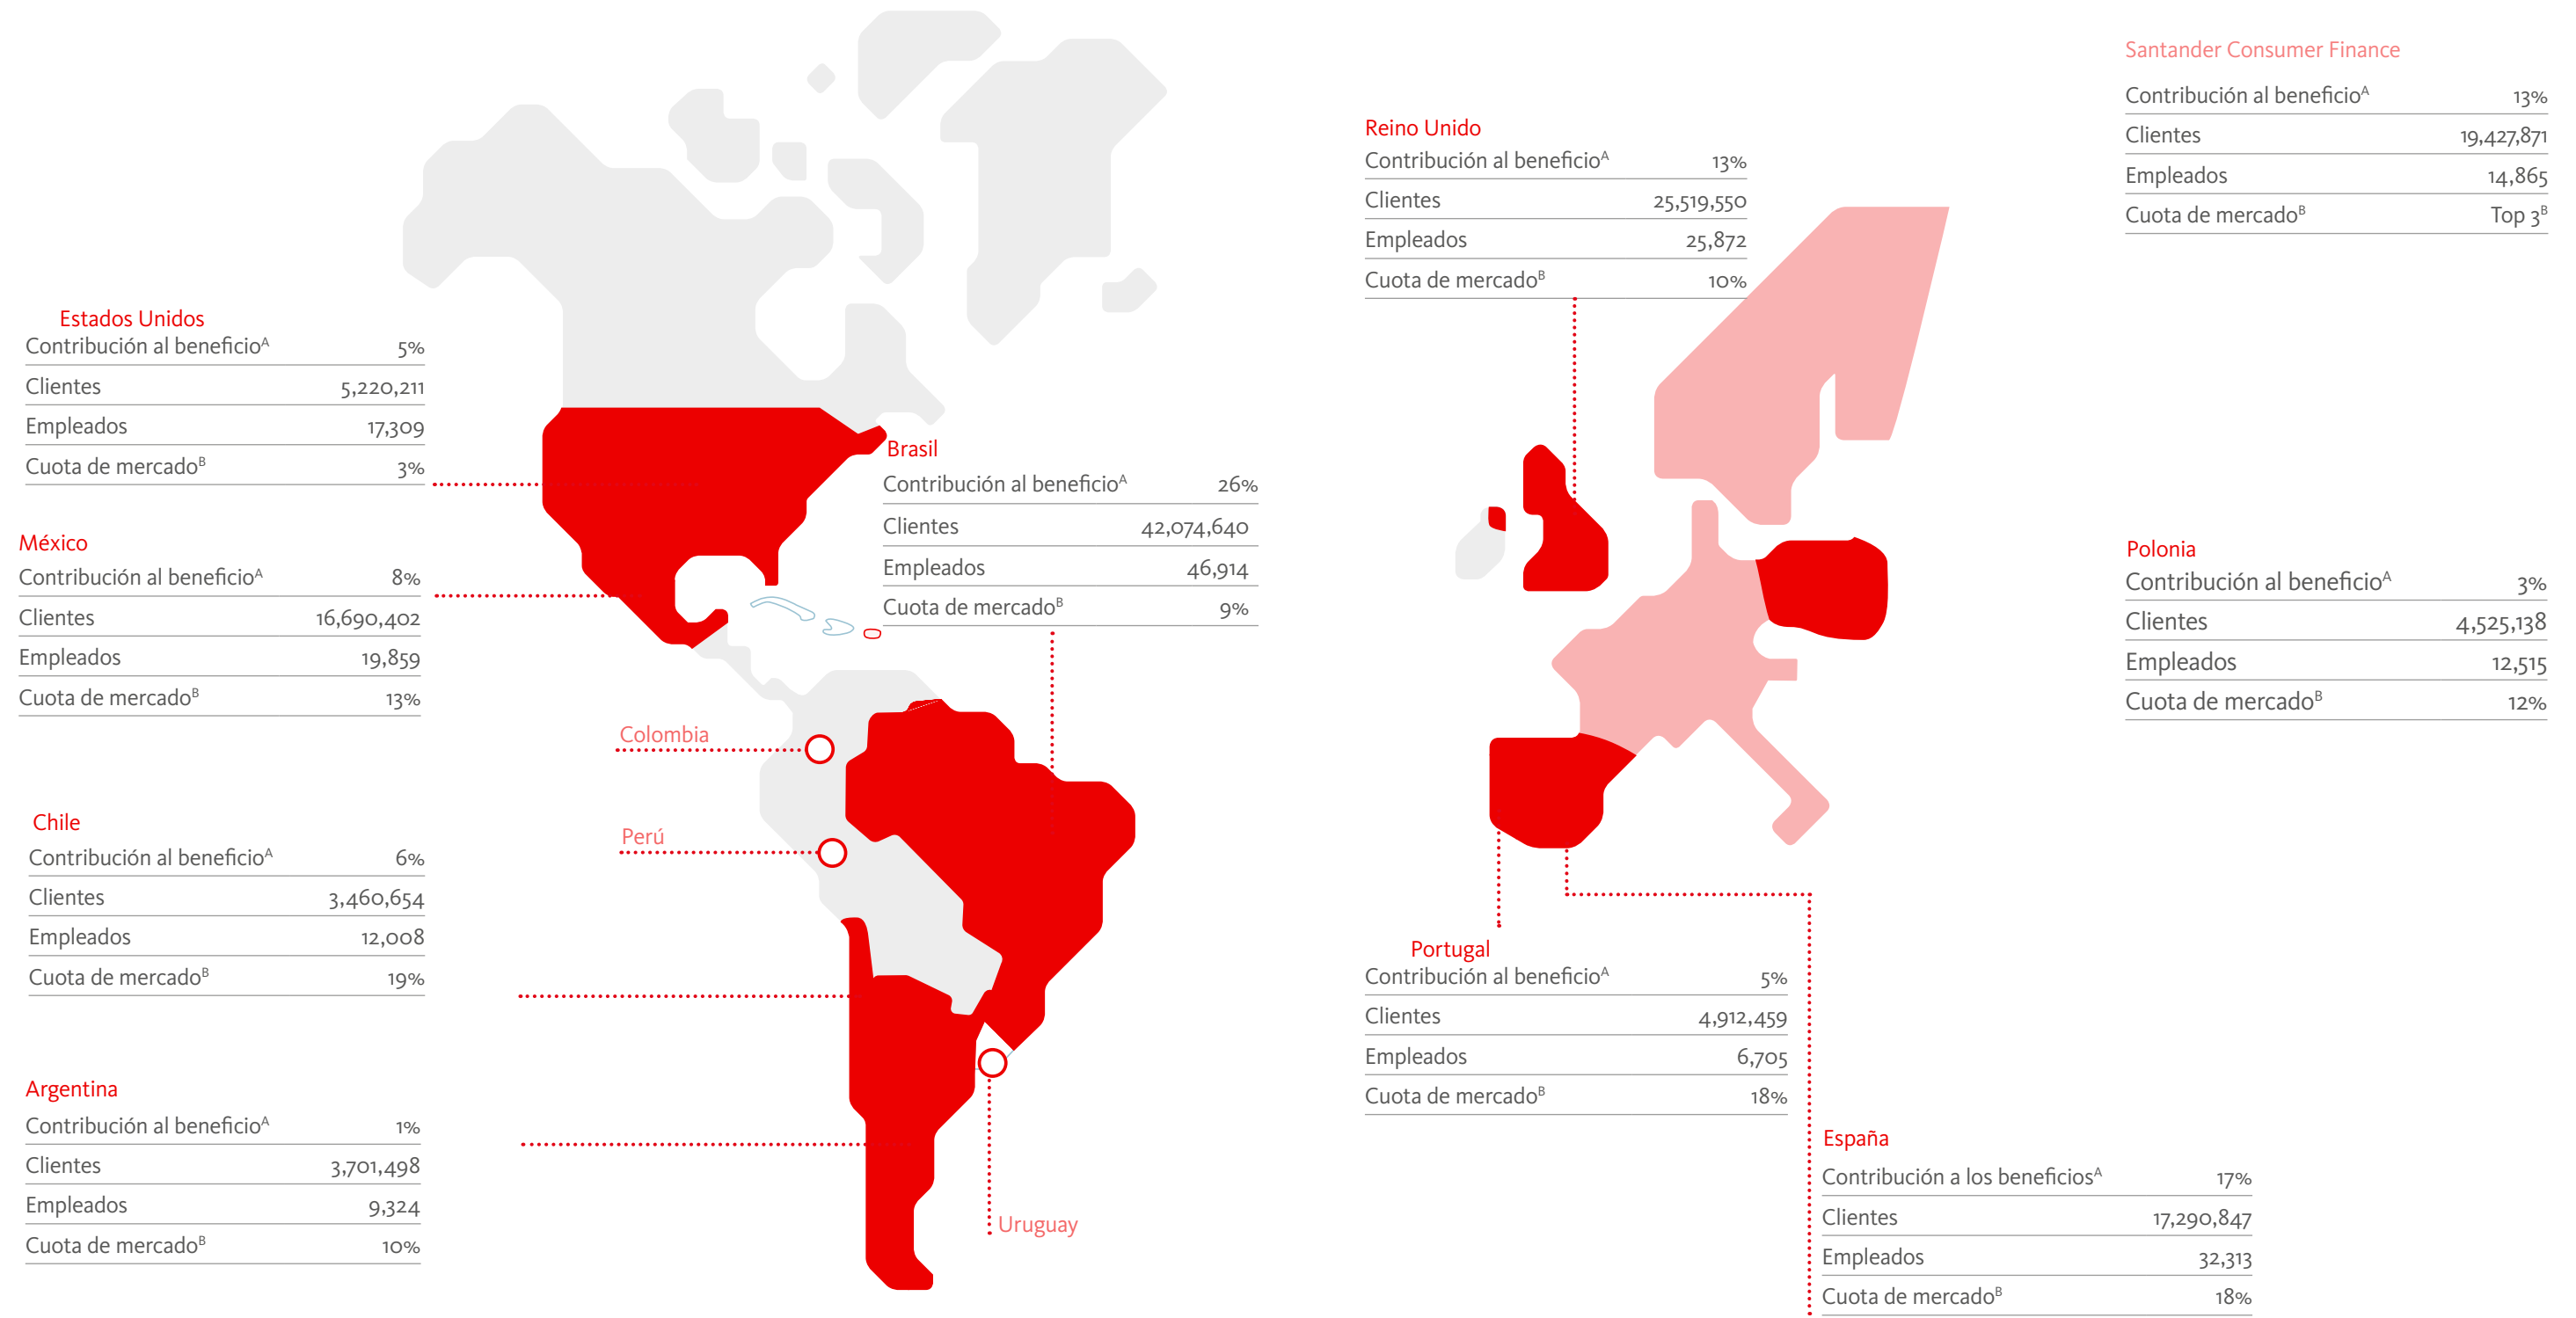 Estados Unidos
Contribución al beneficioA 5%
Clientes 5,220,211
Empleados 17,309
Cuota de mercadoB 3%
México
Contribución al beneficioA 8%
Clientes 16,690,402
Empleados 19,859
Cuota de mercadoB 13%
Chile
Contribución al beneficioA 6%
Clientes 3,460,654
Empleados 12,008
Cuota de mercadoB 19%
Argentina
Contribución al beneficioA 1%
Clientes 3,701,498
Empleados 9,324
Cuota de mercadoB 10%
Brasil
Contribución al beneficioA 26%
Clientes 42,074,640
Empleados 46,914
Cuota de mercadoB 9%
Colombia
Perú
Uruguay
Reino Unido
Contribución al beneficioA 13%
Clientes 25,519,550
Empleados 25,872
Cuota de mercadoB 10%
Portugal
Contribución al beneficioA 5%
Clientes 4,912,459
Empleados 6,705
Cuota de mercadoB 18%
España
Contribución a los beneficiosA 17%
Clientes 17,290,847
Empleados 32,313
Cuota de mercadoB 18%
Santander Consumer Finance
Contribución al beneficioA 13%
Clientes 19,427,871
Empleados 14,865
Cuota de mercadoB Top 3B
Polonia
Contribución al beneficioA 3%
Clientes 4,525,138
Empleados 12,515
Cuota de mercadoB 12%